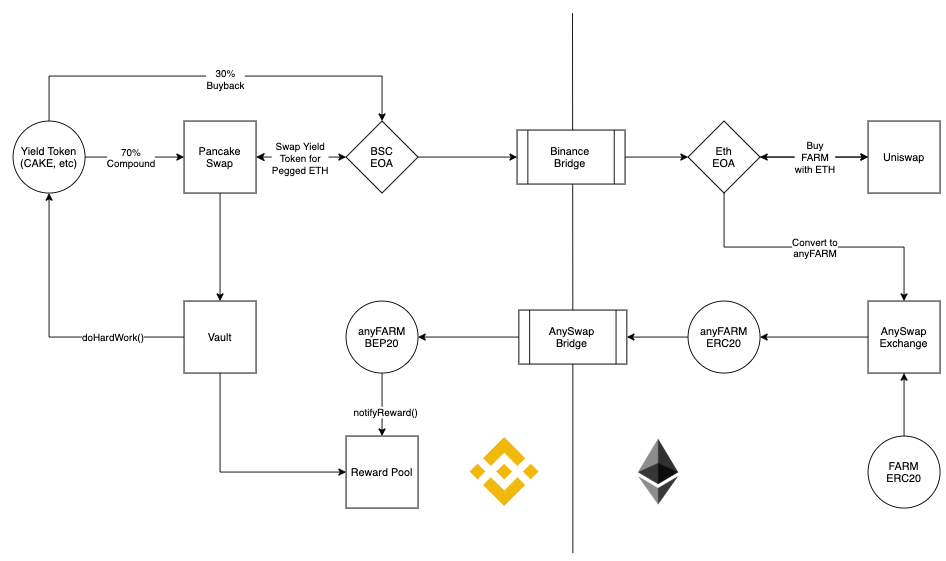 30%
Buyback
Yield Token
(CAKE, etc)
70%
Compound
Pancake
Swap
Swap Yield
Token for
Pegged ETH
BSC
EOA
Binance
Bridge
Eth
EOA
Buy
FARM
with ETH
Uniswap
Convert to
anyFARM
doHardWork()
Vault
anyFARM
BEP20
AnySwap
Bridge
anyFARM
ERC20
AnySwap
Exchange
notifyReward()
Reward Pool
FARM
ERC20